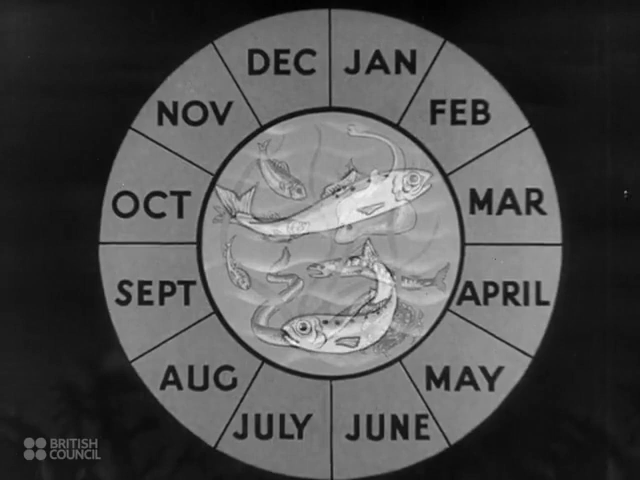 JAN
FEB
MAR
APRIL
MAY
JUNE
JULY
AUG
SEPT
OCT
NOV
DEC
BRITISH
COUNCIL